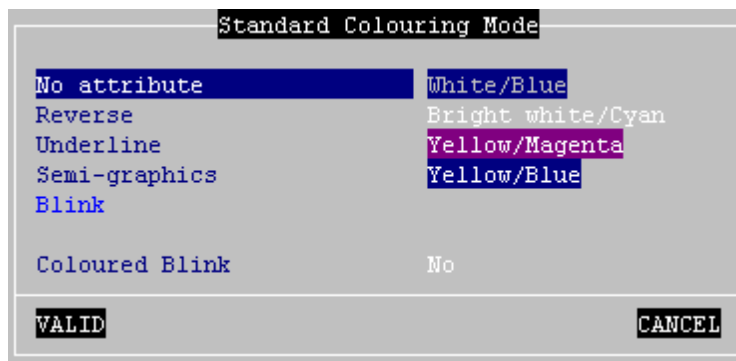 Standard Colouring Mode
No attribute White/Blue
Reverse Bright white/Cyan
Underline Yellow/Magenta
Semi-graphics Yellow/Blue
Blink
Coloured Blink No
VALID CANCEL